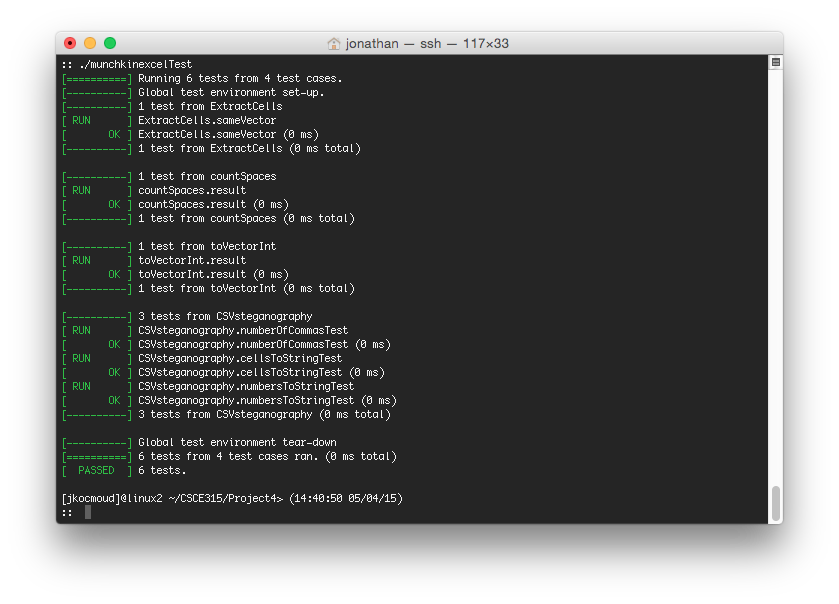 jonathan — ssh — 117×33
:: ./munchkinexcelTest
[==========] Running 6 tests from 4 test cases.
[----------] Global test environment set-up.
[----------] 1 test from ExtractCells
[ RUN      ] ExtractCells.sameVector
[       OK ] ExtractCells.sameVector (0 ms)
[----------] 1 test from ExtractCells (0 ms total)
[----------] 1 test from countSpaces
[ RUN      ] countSpaces.result
[       OK ] countSpaces.result (0 ms)
[----------] 1 test from countSpaces (0 ms total)
[----------] 1 test from toVectorInt
[ RUN      ] toVectorInt.result
[       OK ] toVectorInt.result (0 ms)
[----------] 1 test from toVectorInt (0 ms total)
[----------] 3 tests from CSVsteganography
[ RUN      ] CSVsteganography.numberOfCommasTest
[       OK ] CSVsteganography.numberOfCommasTest (0 ms)
[ RUN      ] CSVsteganography.cellsToStringTest
[       OK ] CSVsteganography.cellsToStringTest (0 ms)
[ RUN      ] CSVsteganography.numbersToStringTest
[       OK ] CSVsteganography.numbersToStringTest (0 ms)
[----------] 3 tests from CSVsteganography (0 ms total)
[----------] Global test environment tear-down
[==========] 6 tests from 4 test cases ran. (0 ms total)
[  PASSED  ] 6 tests.
[jkocmoud]@linux2 ~/CSCE315/Project4> (14:40:50 05/04/15)
::